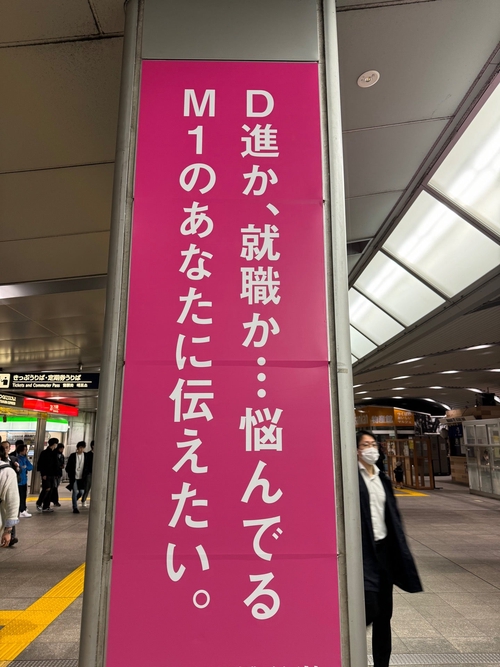 D進か、就職か…悩んでる
M1のあなたに伝えたい。
きっぷうりば・定期券うりば
Tickets and Commuter Pass